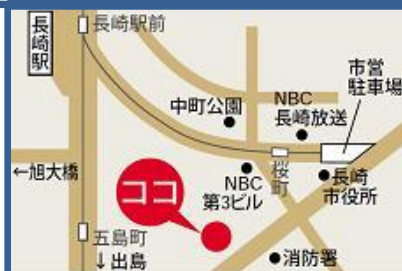 長崎駅
長崎駅前
市営
駐車場
NBC
長崎放送
中町公園
←旭大橋
ココ
NBC
第3ビル
桜町
長崎
市役所
五島町
↓出島
消防署